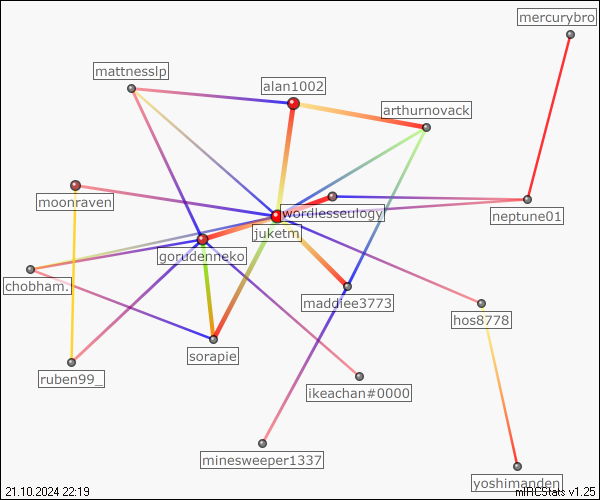 mercurybro
mattnesslp
alan1002
arthurnovack
moonraven
wordlesseulogy
neptune01
juketm
gorudenneko
chobham.
maddiee3773
hos8778
sorapie
ruben99_
ikeachan#0000
minesweeper1337
yoshimanden
21.10.2024 22:19
mIRCStats v1.25